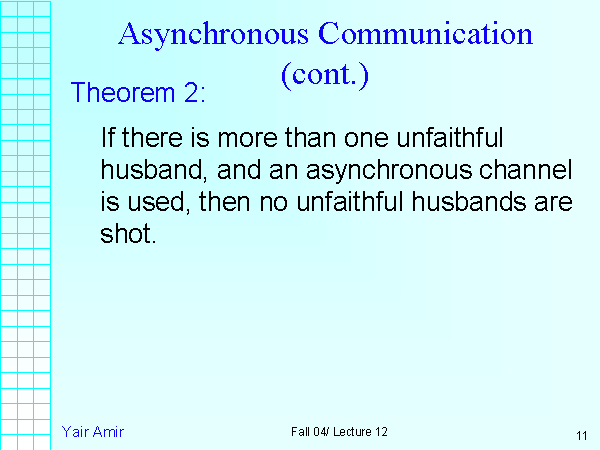 Asynchronous Communication
(cont.)
Theorem 2:
If there is more than one unfaithful
husband, and an asynchronous channel
is used, then no unfaithful husbands are
shot.
Yair Amir
Fall 04/ Lecture 12
11